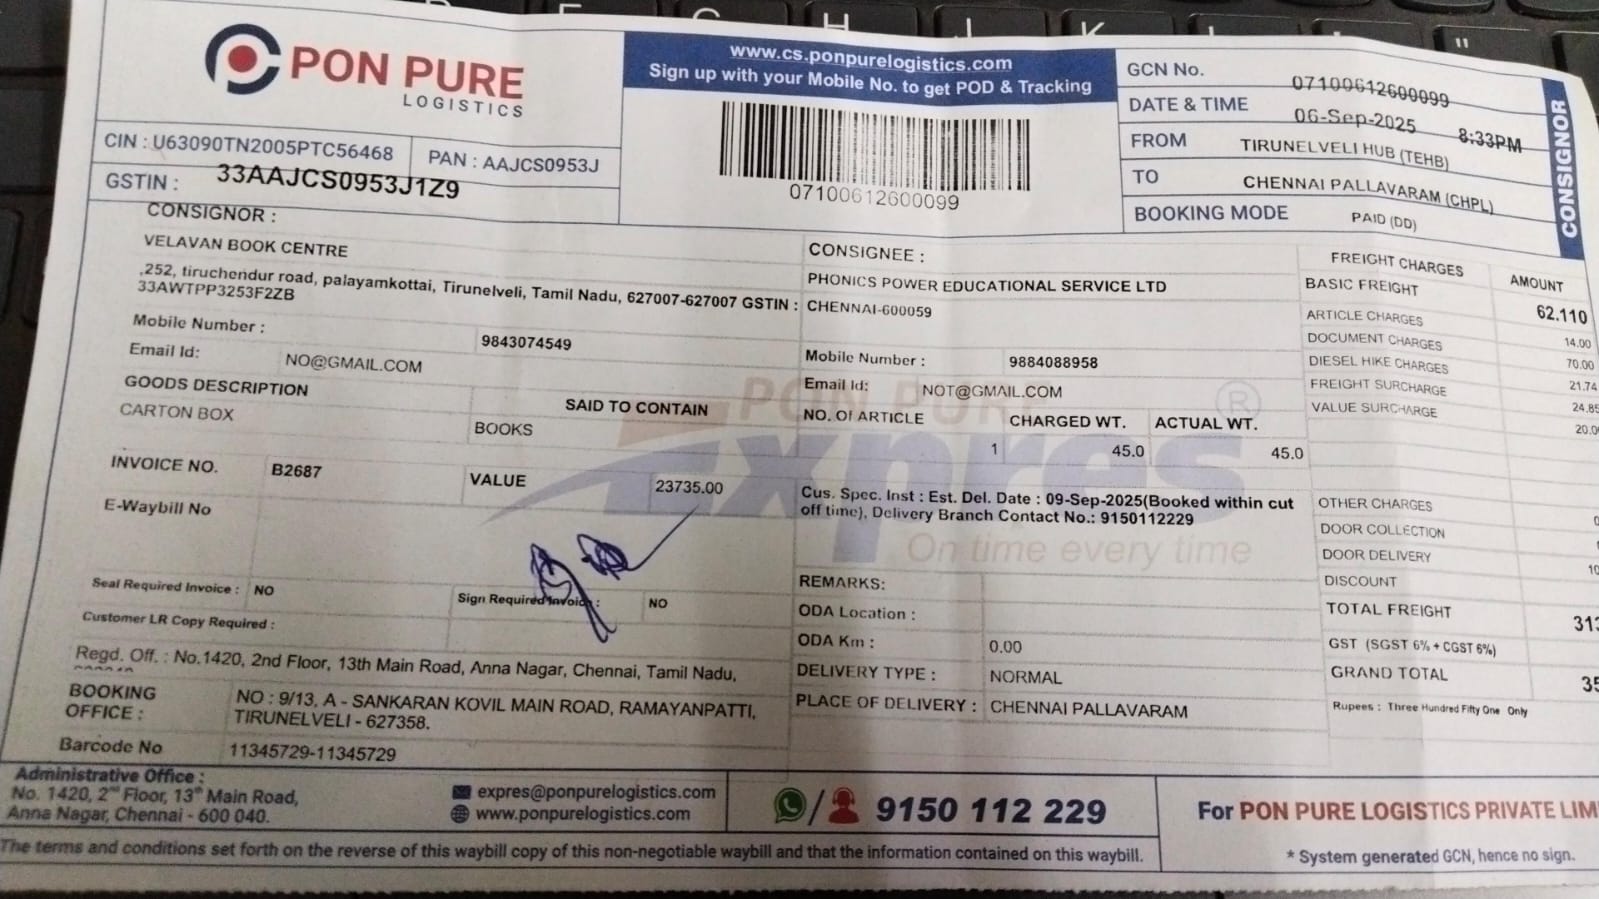 PON PURE
LOGISTICS
CIN : U63090TN2005PTC56468
PAN : AAJCS0953J
GSTIN : 33AAJCS0953J1Z9
www.cs.ponpurelogistics.com
Sign up with your Mobile No. to get POD & Tracking
07100612600099
GCN No. 07100612600099
DATE & TIME 06-Sep-2025 8:33PM
FROM TIRUNELVELI HUB (TEHB)
TO CHENNAI PALLAVARAM (CHPL)
BOOKING MODE PAID (DD)
CONSIGNOR
CONSIGNOR :
VELAVAN BOOK CENTRE
,252, tiruchendur road, palayamkottai, Tirunelveli, Tamil Nadu, 627007-627007 GSTIN :
33AWTPP3253F2ZB
Mobile Number : 9843074549
Email Id: NO@GMAIL.COM
GOODS DESCRIPTION SAID TO CONTAIN
CARTON BOX BOOKS
INVOICE NO. B2687 VALUE 23735.00
E-Waybill No
Seal Required Invoice : NO Sign Required Invoice : NO
Customer LR Copy Required :
Regd. Off. : No.1420, 2nd Floor, 13th Main Road, Anna Nagar, Chennai, Tamil Nadu,
BOOKING OFFICE : NO : 9/13, A - SANKARAN KOVIL MAIN ROAD, RAMAYANPATTI,
TIRUNELVELI - 627358.
Barcode No 11345729-11345729
CONSIGNEE :
PHONICS POWER EDUCATIONAL SERVICE LTD
CHENNAI-600059
Mobile Number : 9884088958
Email Id: NOT@GMAIL.COM
NO. Of ARTICLE CHARGED WT. ACTUAL WT.
1 45.0 45.0
PON PURE
Expres
®
On time every time
Cus. Spec. Inst : Est. Del. Date : 09-Sep-2025(Booked within cut
off time), Delivery Branch Contact No.: 9150112229
REMARKS:
ODA Location :
ODA Km : 0.00
DELIVERY TYPE : NORMAL
PLACE OF DELIVERY : CHENNAI PALLAVARAM
FREIGHT CHARGES AMOUNT
BASIC FREIGHT 62.110
ARTICLE CHARGES 14.00
DOCUMENT CHARGES 70.00
DIESEL HIKE CHARGES 21.74
FREIGHT SURCHARGE 24.85
VALUE SURCHARGE 20.0
OTHER CHARGES 0
DOOR COLLECTION
DOOR DELIVERY 10
DISCOUNT
TOTAL FREIGHT 313
GST (SGST 6% + CGST 6%)
GRAND TOTAL 35
Rupees : Three Hundred Fifty One Only
Administrative Office :
No. 1420, 2nd Floor, 13th Main Road,
Anna Nagar, Chennai - 600 040.
expres@ponpurelogistics.com
www.ponpurelogistics.com
/ 9150 112 229
For PON PURE LOGISTICS PRIVATE LIM
* System generated GCN, hence no sign.
The terms and conditions set forth on the reverse of this waybill copy of this non-negotiable waybill and that the information contained on this waybill.